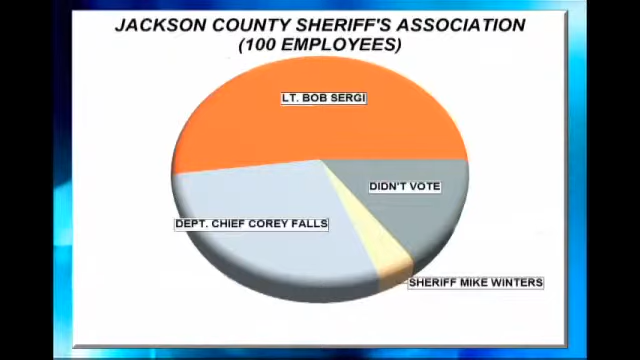 JACKSON COUNTY SHERIFF'S ASSOCIATION
(100 EMPLOYEES)
LT. BOB SERGI
DIDN'T VOTE
DEPT. CHIEF COREY FALLS
SHERIFF MIKE WINTERS